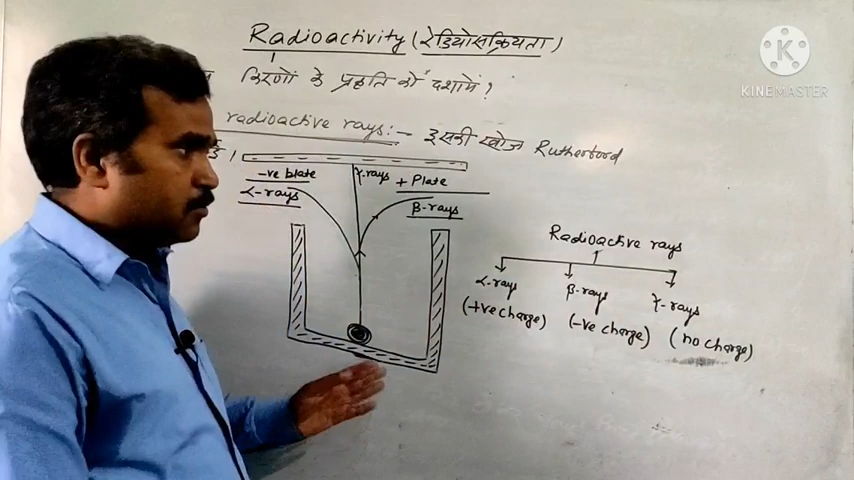 Radioactivity (रेडियोसक्रियता)
किरणों के प्रकृति की दशामें?
radioactive rays:- इसकी खोज Rutherford
-ve plate
γ-rays
+ Plate
α-rays
β-rays
Radioactive rays
α-rays
β-rays
γ-rays
(+ve charge)
(-ve charge)
(no charge)
K
KINEMASTER